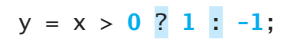 y = x > 0 ? 1 : -1;